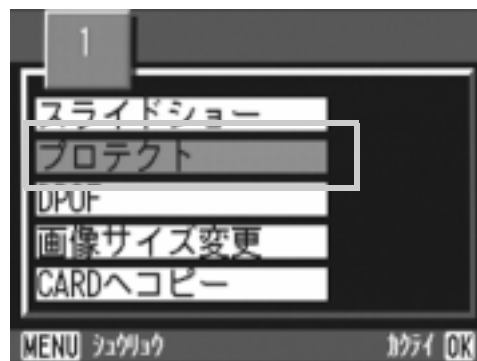 1
スライドショー
プロテクト
DPOF
画像サイズ変更
CARDへコピー
MENU ｼｭｳﾘｮｳ ｶｸﾃｲ OK